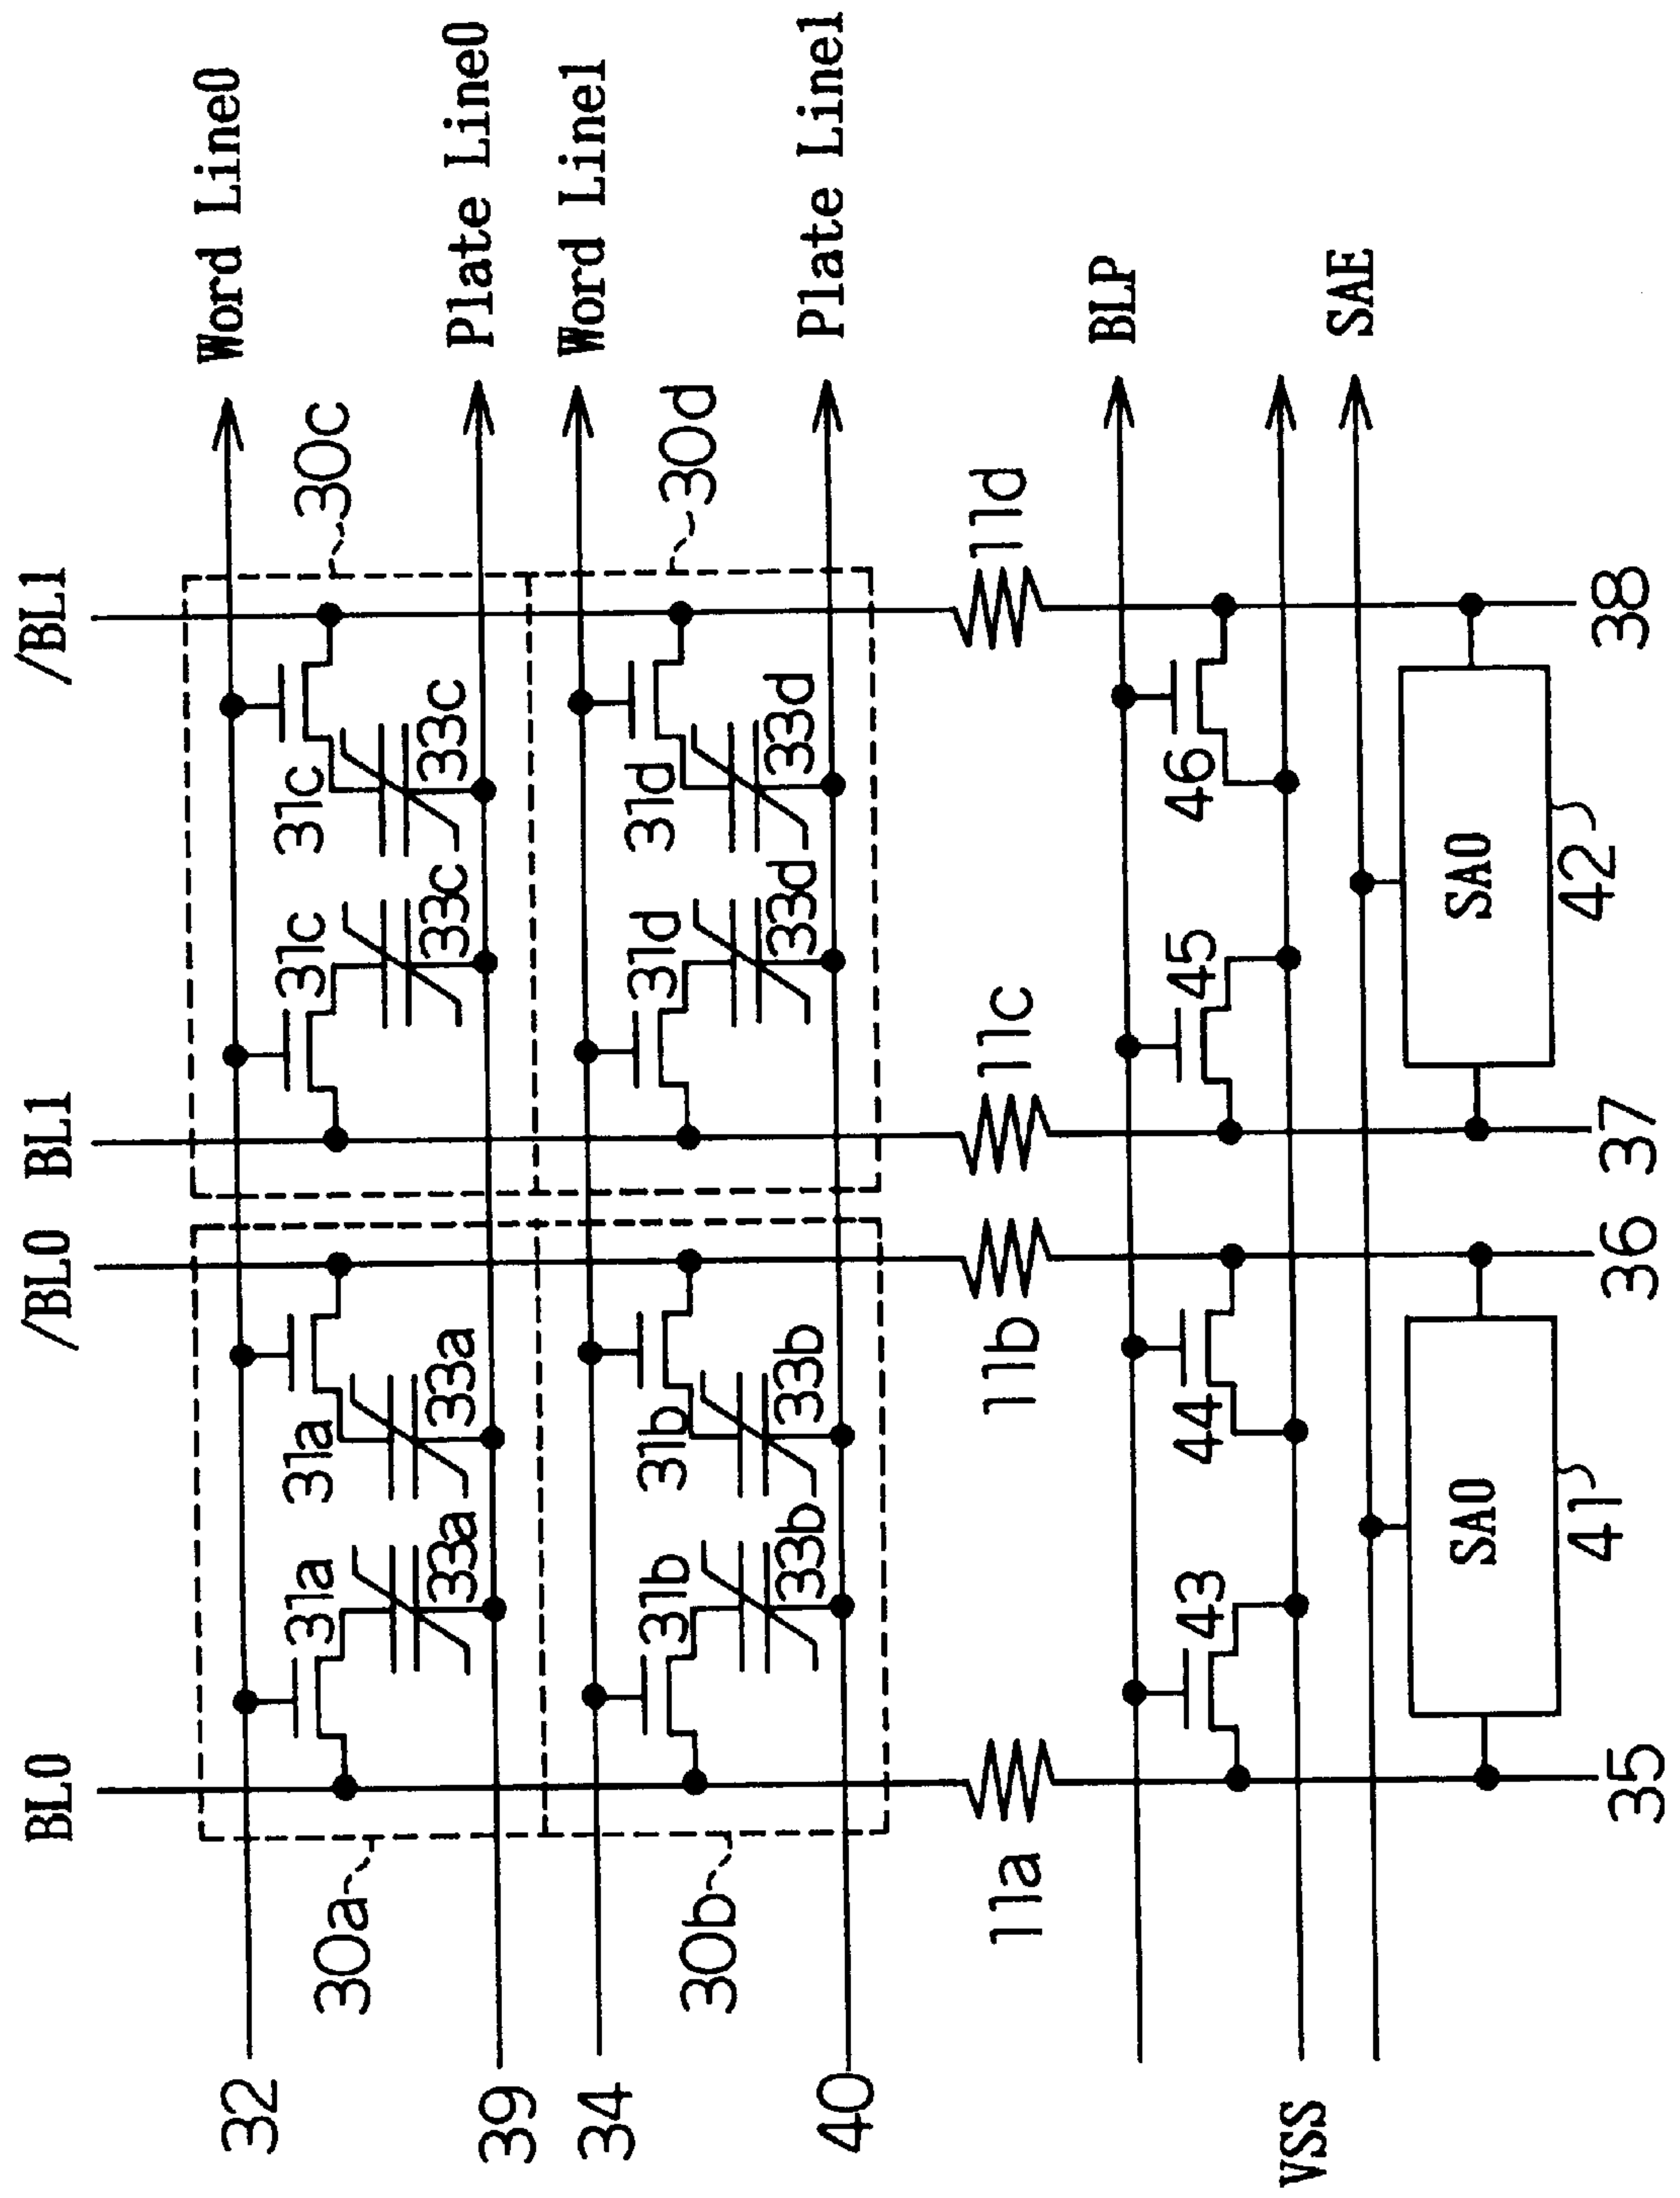 BL0 /BL0 BL1 /BL1
32 Word Line0
30a 31a 31a 31c 31c 30c
33a 33a 33c 33c
39 Plate Line0
34 Word Line1
30b 31b 31b 31d 31d 30d
33b 33b 33d 33d
40 Plate Line1
11a 11b 11c 11d
BLP
43 44 45 46
VSS
SAE
SA0 SA0
41 42
35 36 37 38